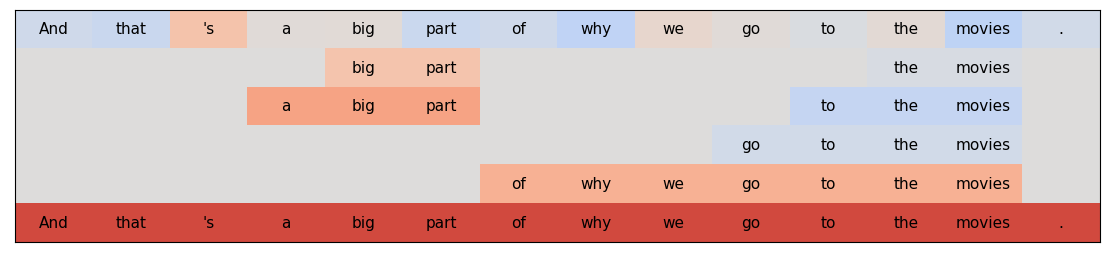 And that 's a big part of why we go to the movies .
big part the movies
a big part to the movies
go to the movies
of why we go to the movies
And that 's a big part of why we go to the movies .